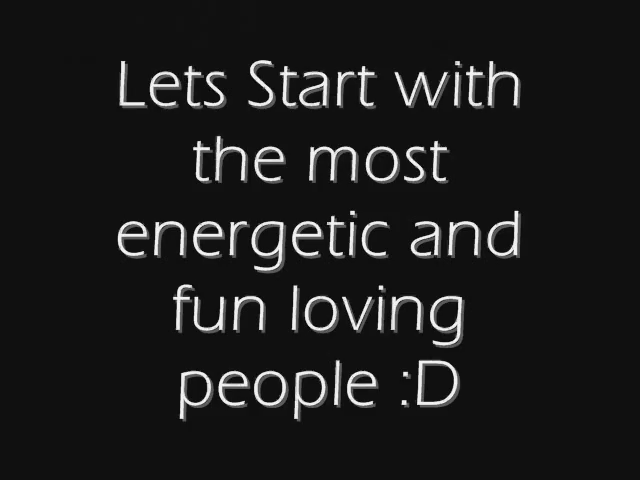 Lets Start with
the most
energetic and
fun loving
people :D